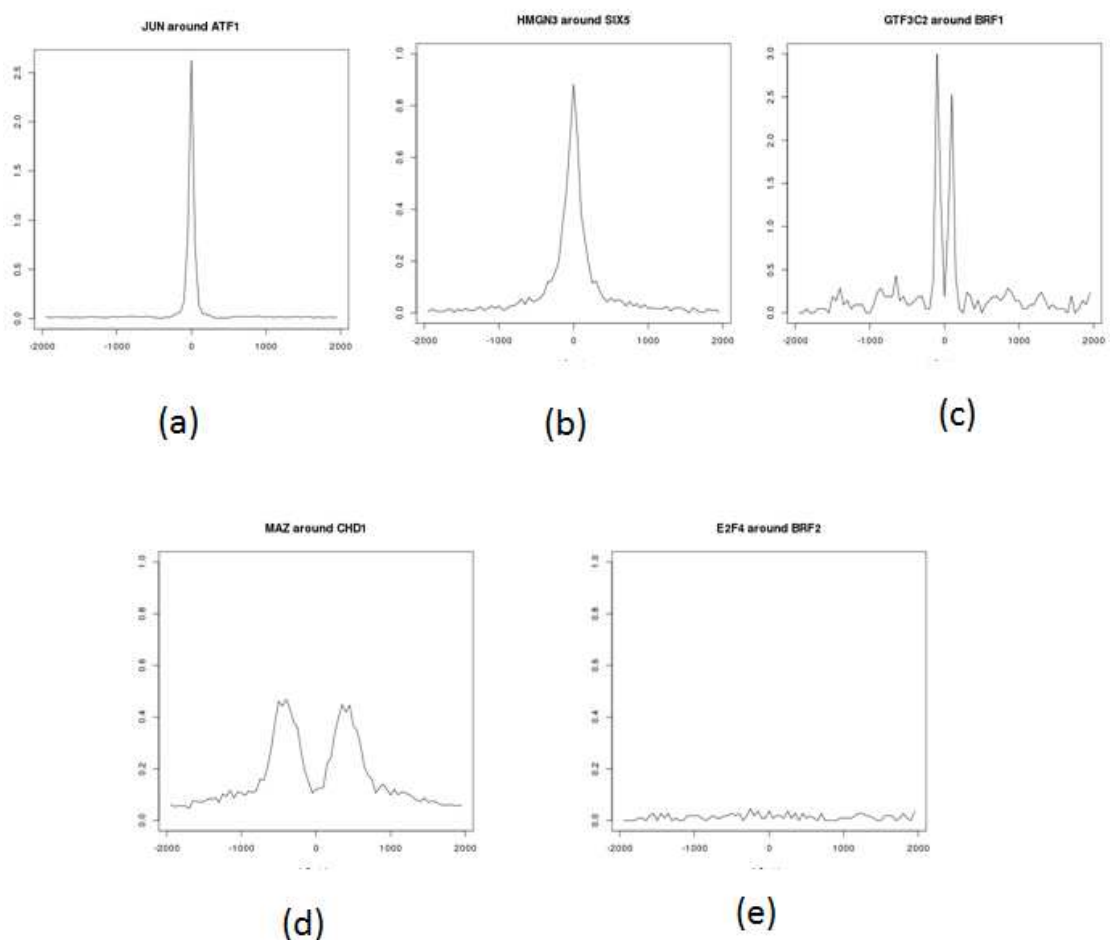 JUN around ATF1
HMGN3 around SIX5
GTF3C2 around BRF1
2.5
2.0
1.5
1.0
0.5
0.0
-2000 -1000 0 1000 2000
1.0
0.8
0.6
0.4
0.2
0.0
-2000 -1000 0 1000 2000
3.0
2.5
2.0
1.5
1.0
0.5
0.0
-2000 -1000 0 1000 2000
(a)
(b)
(c)
MAZ around CHD1
E2F4 around BRF2
1.0
0.8
0.6
0.4
0.2
0.0
-2000 -1000 0 1000 2000
1.0
0.8
0.6
0.4
0.2
0.0
-2000 -1000 0 1000 2000
(d)
(e)